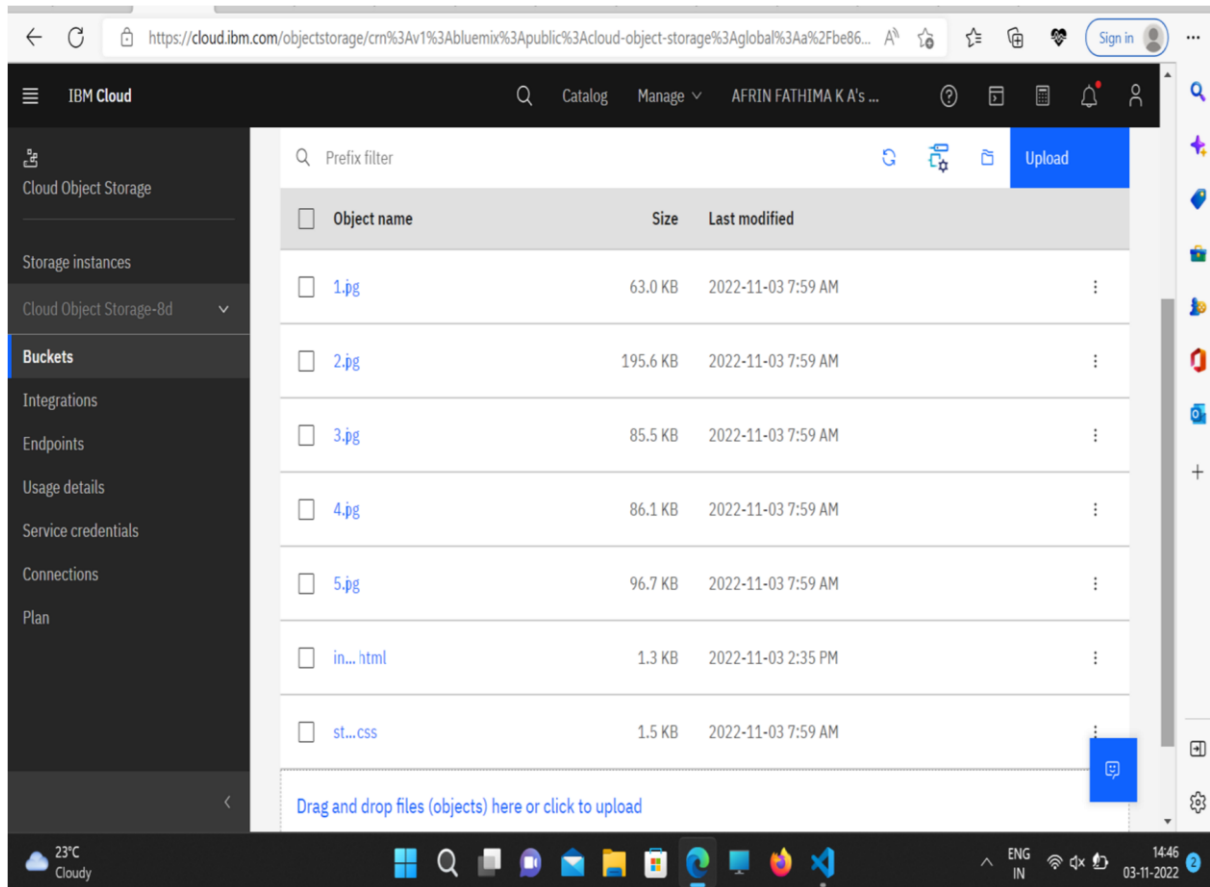 https://cloud.ibm.com/objectstorage/crn%3Av1%3Abluemix%3Apublic%3Acloud-object-storage%3Aglobal%3Aa%2Fbe86...
Sign in
IBM Cloud
Catalog
Manage
AFRIN FATHIMA K A's ...
Cloud Object Storage
Storage instances
Cloud Object Storage-8d
Buckets
Integrations
Endpoints
Usage details
Service credentials
Connections
Plan
Prefix filter
Upload
Object name Size Last modified
1.jpg 63.0 KB 2022-11-03 7:59 AM
2.jpg 195.6 KB 2022-11-03 7:59 AM
3.jpg 85.5 KB 2022-11-03 7:59 AM
4.jpg 86.1 KB 2022-11-03 7:59 AM
5.jpg 96.7 KB 2022-11-03 7:59 AM
in... html 1.3 KB 2022-11-03 2:35 PM
st...css 1.5 KB 2022-11-03 7:59 AM
Drag and drop files (objects) here or click to upload
23°C
Cloudy
ENG
IN
14:46
03-11-2022
2